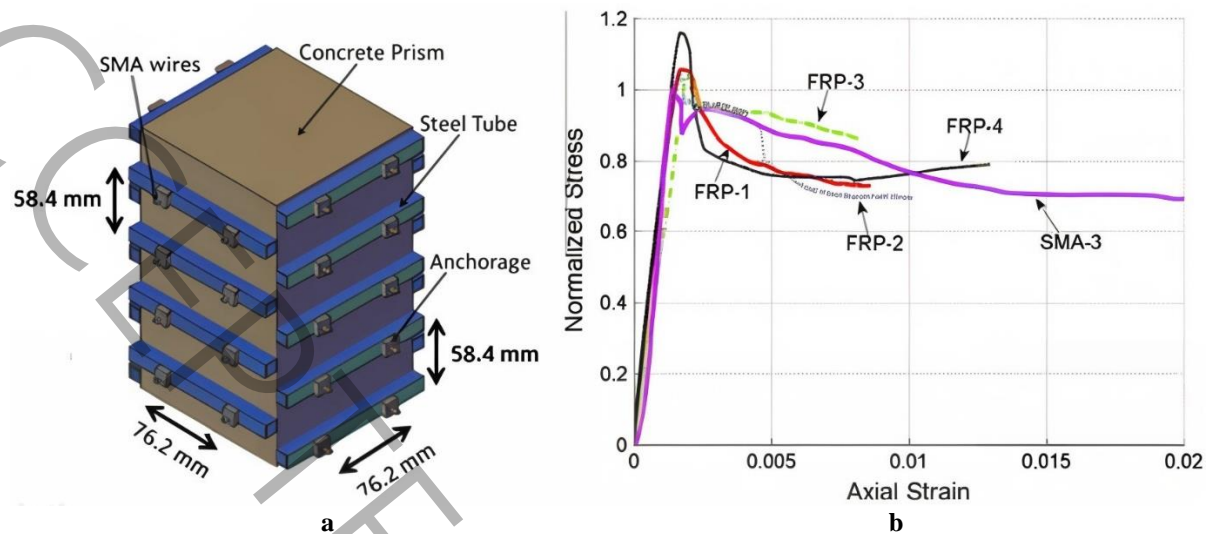 SMA wires
Concrete Prism
Steel Tube
58.4 mm
Anchorage
58.4 mm
76.2 mm
76.2 mm
a
Normalized Stress
1.2
1
0.8
0.6
0.4
0.2
0
FRP-3
FRP-4
FRP-1
FRP-2
SMA-3
0
0.005
0.01
0.015
0.02
Axial Strain
b